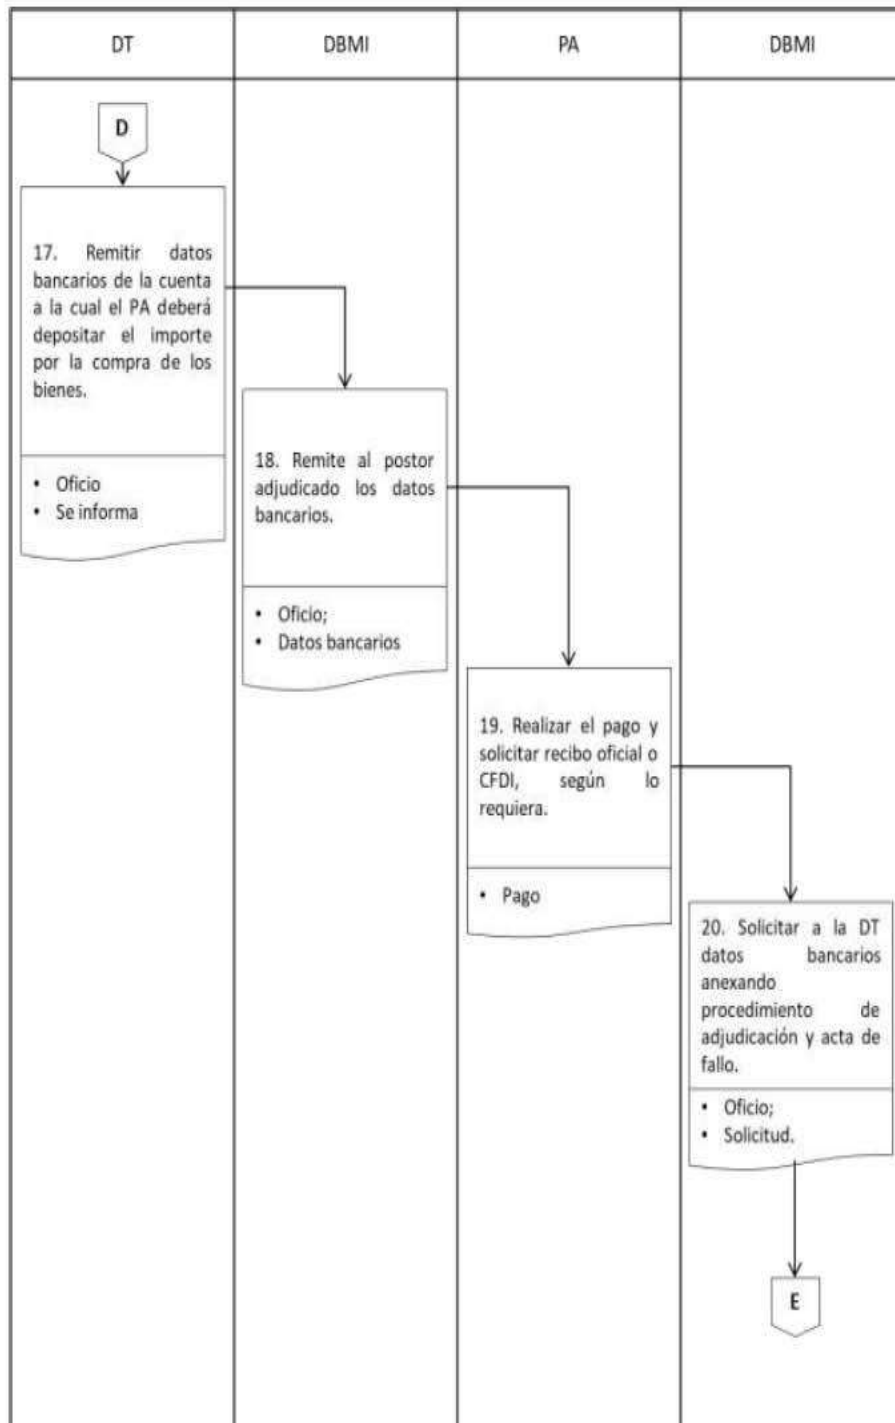 DT
DBMI
PA
DBMI
D
17. Remitir datos
bancarios de la cuenta
a la cual el PA deberá
depositar el importe
por la compra de los
bienes.
• Oficio
• Se informa
18. Remite al postor
adjudicado los datos
bancarios.
• Oficio;
• Datos bancarios
19. Realizar el pago y
solicitar recibo oficial o
CFDI, según lo
requiera.
• Pago
20. Solicitar a la DT
datos bancarios
anexando
procedimiento de
adjudicación y acta de
fallo.
• Oficio;
• Solicitud.
E